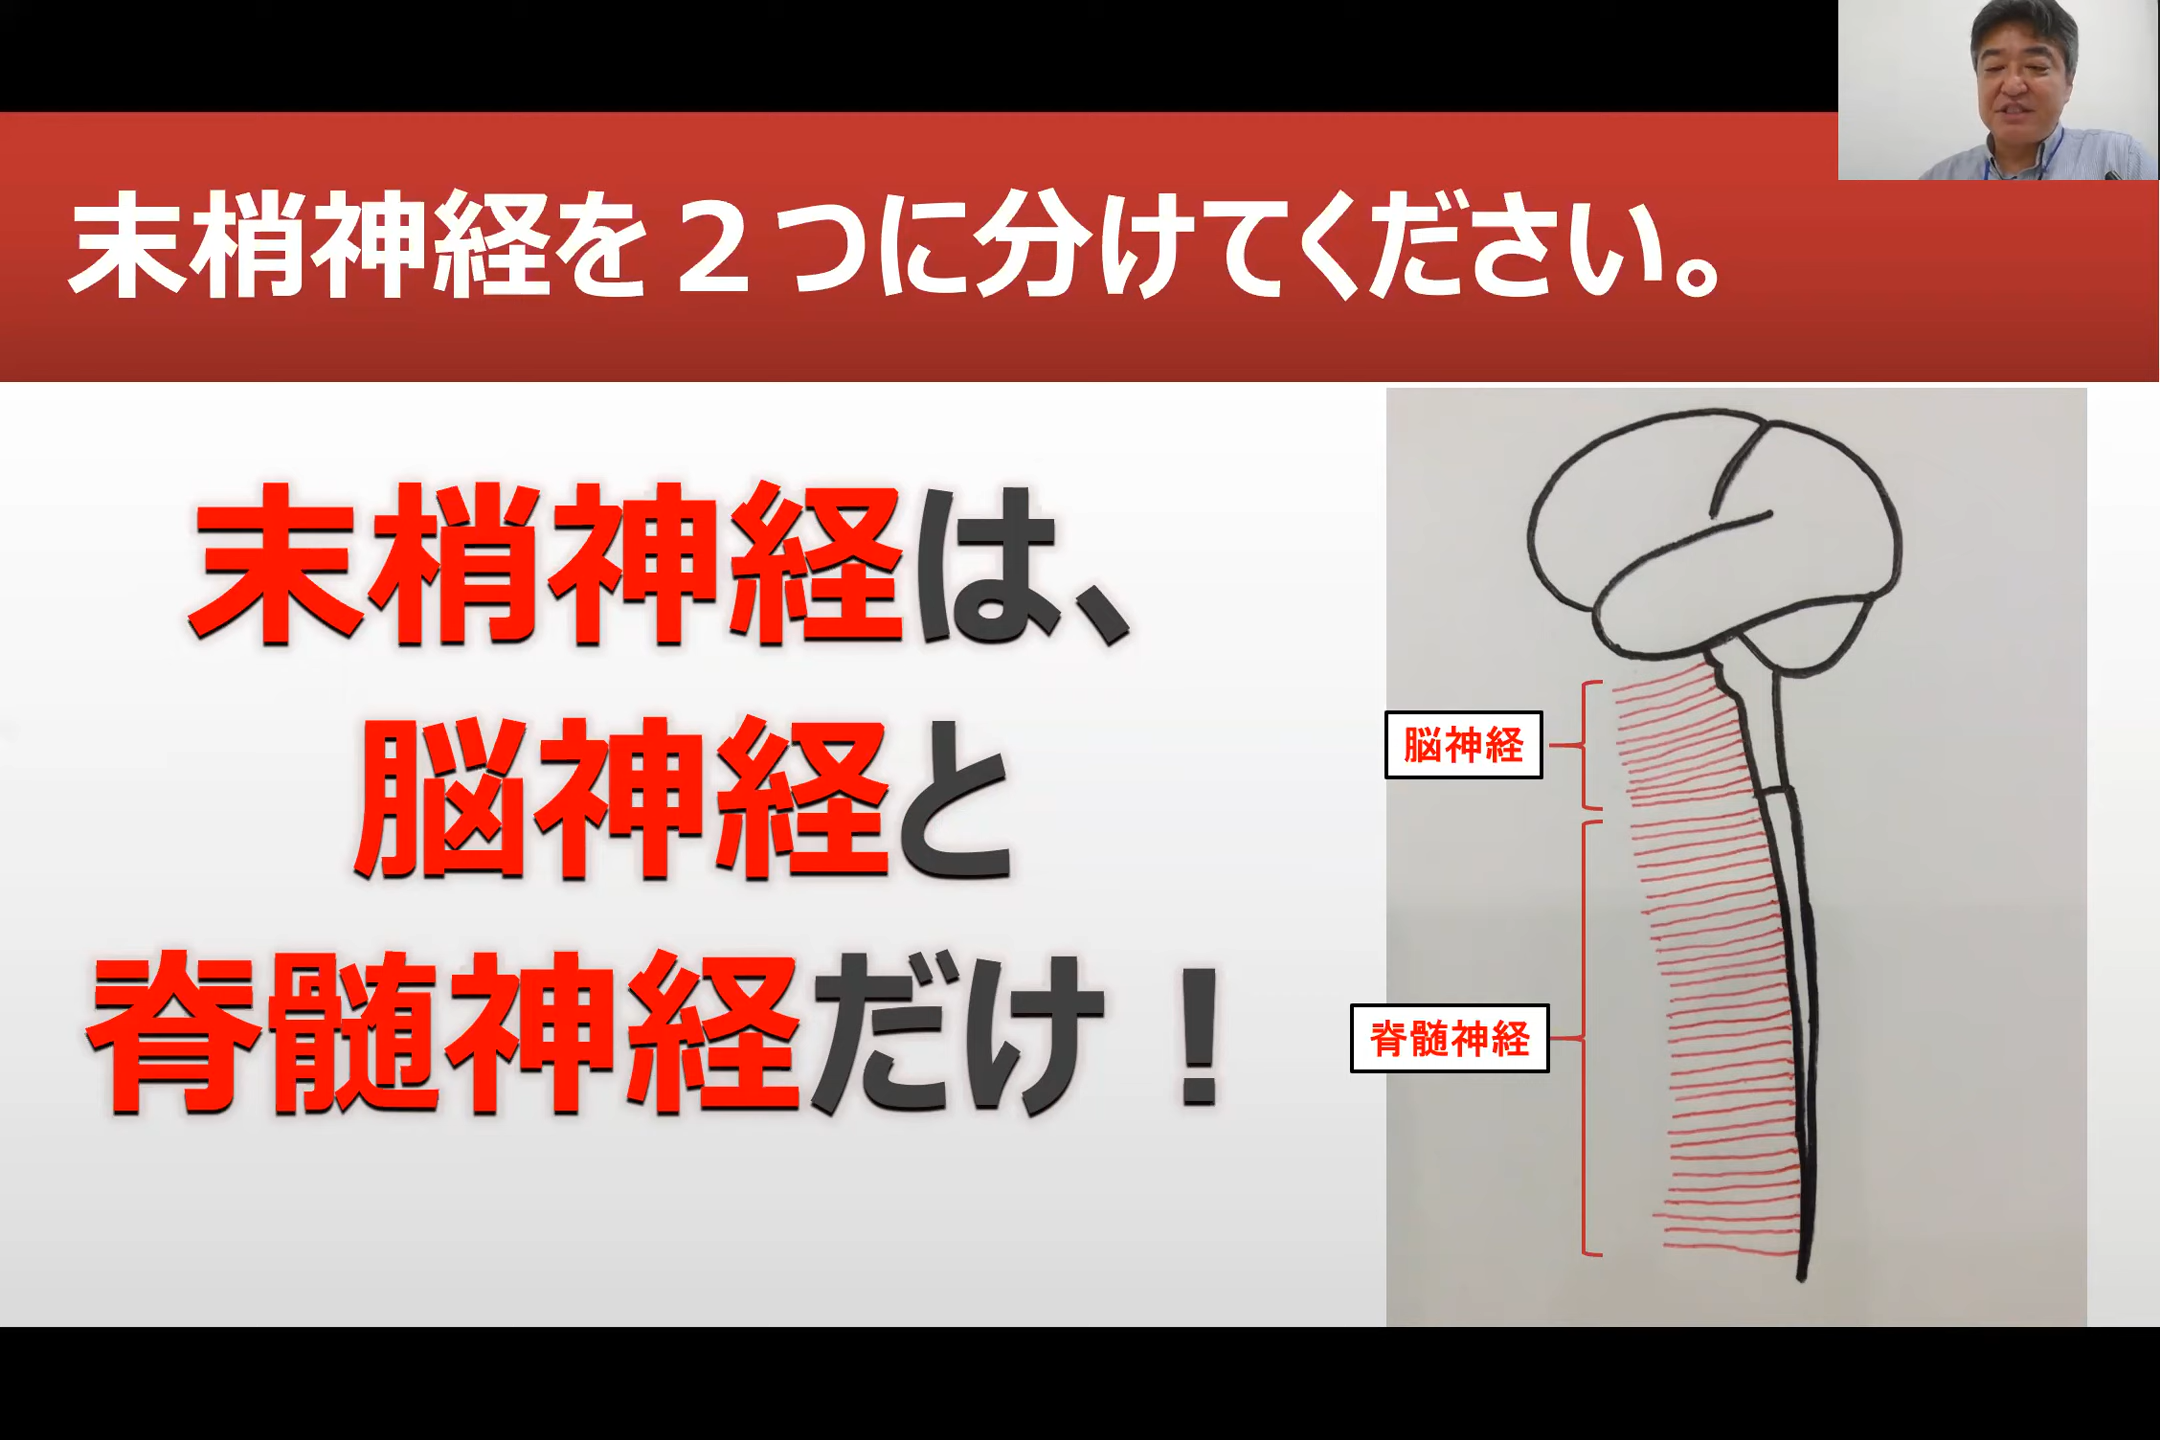 末梢神経を２つに分けてください。
末梢神経は、
脳神経と
脊髄神経だけ！
脳神経
脊髄神経